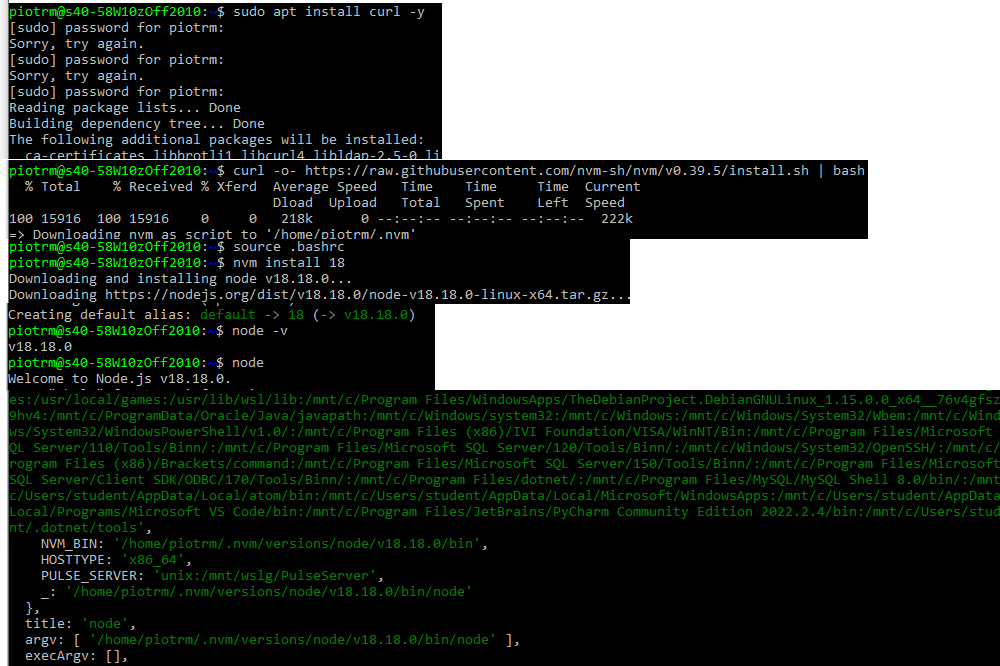 piotrm@s40-58W10zOff2010:~$ sudo apt install curl -y
[sudo] password for piotrm:
Sorry, try again.
[sudo] password for piotrm:
Sorry, try again.
[sudo] password for piotrm:
Reading package lists... Done
Building dependency tree... Done
The following additional packages will be installed:
ca-certificates libbrotli1 libcurl4 libldap-2.5-0 li
piotrm@s40-58W10zOff2010:~$ curl -o- https://raw.githubusercontent.com/nvm-sh/nvm/v0.39.5/install.sh | bash
% Total % Received % Xferd Average Speed Time Time Time Current
Dload Upload Total Spent Left Speed
100 15916 100 15916 0 0 218k 0 --:--:-- --:--:-- --:--:-- 222k
=> Downloading nvm as script to '/home/piotrm/.nvm'
piotrm@s40-58W10zOff2010:~$ source .bashrc
piotrm@s40-58W10zOff2010:~$ nvm install 18
Downloading and installing node v18.18.0...
Downloading https://nodejs.org/dist/v18.18.0/node-v18.18.0-linux-x64.tar.gz...
Creating default alias: default -> 18 (-> v18.18.0)
piotrm@s40-58W10zOff2010:~$ node -v
v18.18.0
piotrm@s40-58W10zOff2010:~$ node
Welcome to Node.js v18.18.0.
es:/usr/local/games:/usr/lib/wsl/lib:/mnt/c/Program Files/WindowsApps/TheDebianProject.DebianGNULinux_1.15.0.0_x64__76v4gfsz
9hv4:/mnt/c/ProgramData/Oracle/Java/javapath:/mnt/c/Windows/system32:/mnt/c/Windows:/mnt/c/Windows/System32/Wbem:/mnt/c/Wind
ws/System32/WindowsPowerShell/v1.0/:/mnt/c/Program Files (x86)/IVI Foundation/VISA/WinNT/Bin:/mnt/c/Program Files/Microsoft
QL Server/110/Tools/Binn/:/mnt/c/Program Files/Microsoft SQL Server/120/Tools/Binn/:/mnt/c/Windows/System32/OpenSSH/:/mnt/c/
rogram Files (x86)/Brackets/command:/mnt/c/Program Files/Microsoft SQL Server/150/Tools/Binn/:/mnt/c/Program Files/Microsoft
SQL Server/Client SDK/ODBC/170/Tools/Binn/:/mnt/c/Program Files/dotnet/:/mnt/c/Program Files/MySQL/MySQL Shell 8.0/bin/:/mnt
c/Users/student/AppData/Local/atom/bin:/mnt/c/Users/student/AppData/Local/Microsoft/WindowsApps:/mnt/c/Users/student/AppData
Local/Programs/Microsoft VS Code/bin:/mnt/c/Program Files/JetBrains/PyCharm Community Edition 2022.2.4/bin:/mnt/c/Users/stud
nt/.dotnet/tools',
NVM_BIN: '/home/piotrm/.nvm/versions/node/v18.18.0/bin',
HOSTTYPE: 'x86_64',
PULSE_SERVER: 'unix:/mnt/wslg/PulseServer',
_: '/home/piotrm/.nvm/versions/node/v18.18.0/bin/node'
},
title: 'node',
argv: [ '/home/piotrm/.nvm/versions/node/v18.18.0/bin/node' ],
execArgv: [],